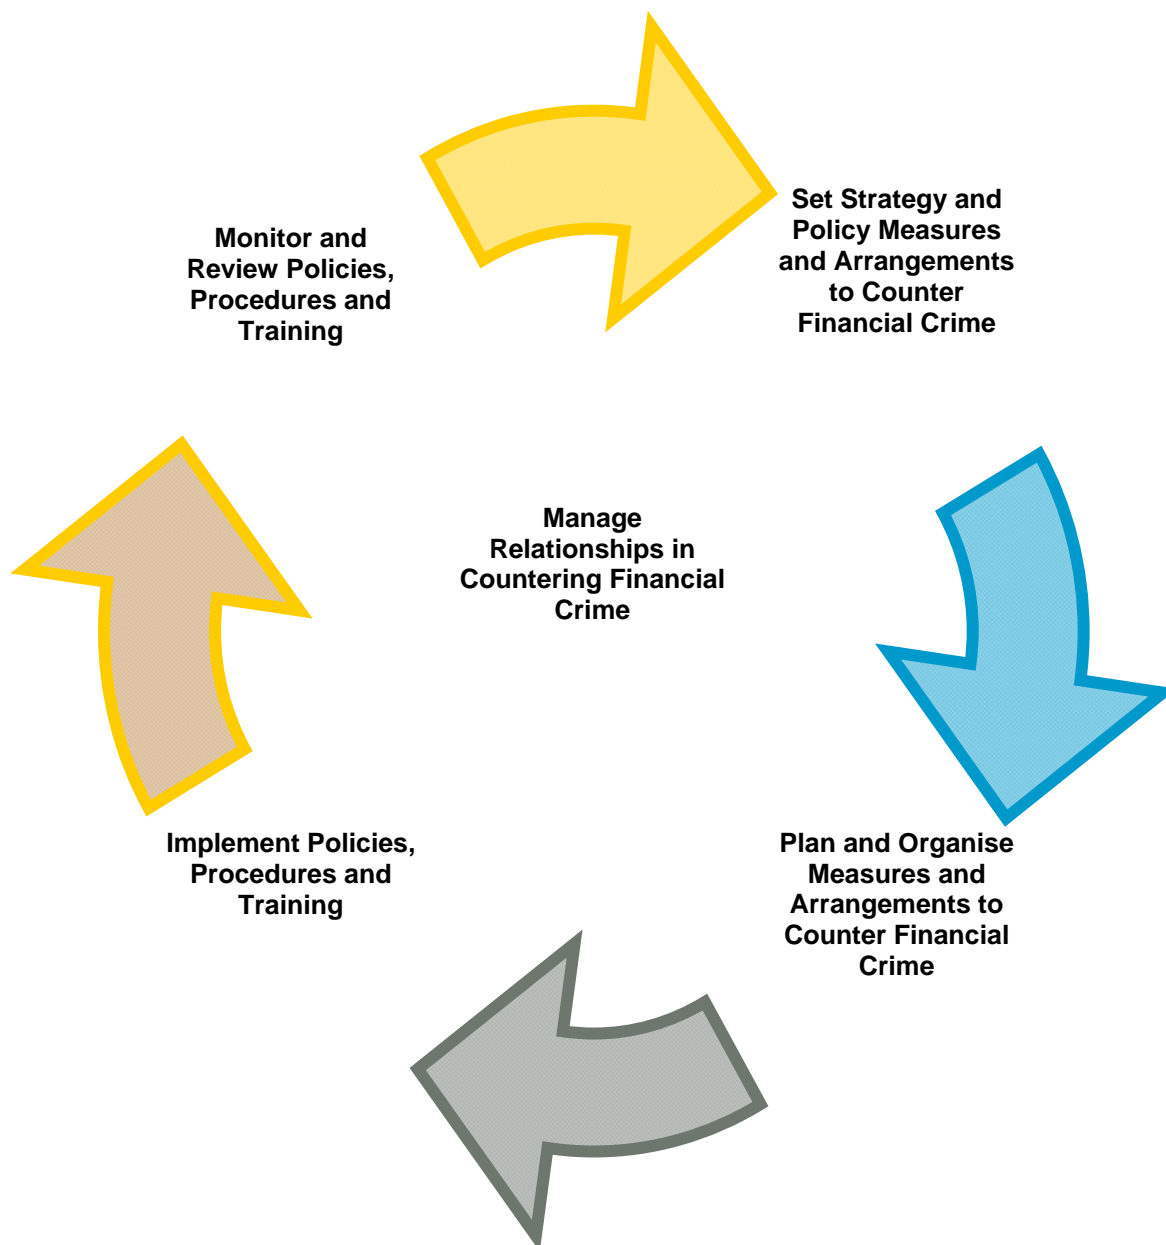 Set Strategy and
Policy Measures
and Arrangements
to Counter
Financial Crime
Monitor and
Review Policies,
Procedures and
Training
Manage
Relationships in
Countering Financial
Crime
Implement Policies,
Procedures and
Training
Plan and Organise
Measures and
Arrangements to
Counter Financial
Crime